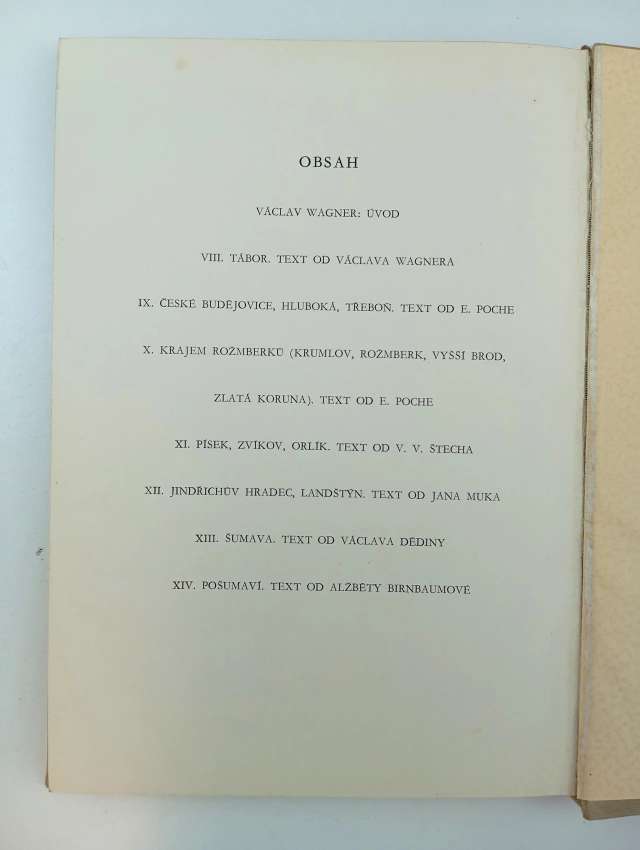 OBSAH
VÁCLAV WAGNER: ÚVOD
VIII. TÁBOR. TEXT OD VÁCLAVA WAGNERA
IX. ČESKÉ BUDĚJOVICE, HLUBOKÁ, TŘEBOŇ. TEXT OD E. POCHE
X. KRAJEM ROŽMBERKŮ (KRUMLOV, ROŽMBERK, VYŠŠÍ BROD,
ZLATÁ KORUNA). TEXT OD E. POCHE
XI. PÍSEK, ZVÍKOV, ORLÍK. TEXT OD V. V. ŠTECHA
XII. JINDŘICHŮV HRADEC, LANDŠTÝN. TEXT OD JANA MUKA
XIII. ŠUMAVA. TEXT OD VÁCLAVA DĚDINY
XIV. POŠUMAVÍ. TEXT OD ALŽBĚTY BIRNBAUMOVÉ